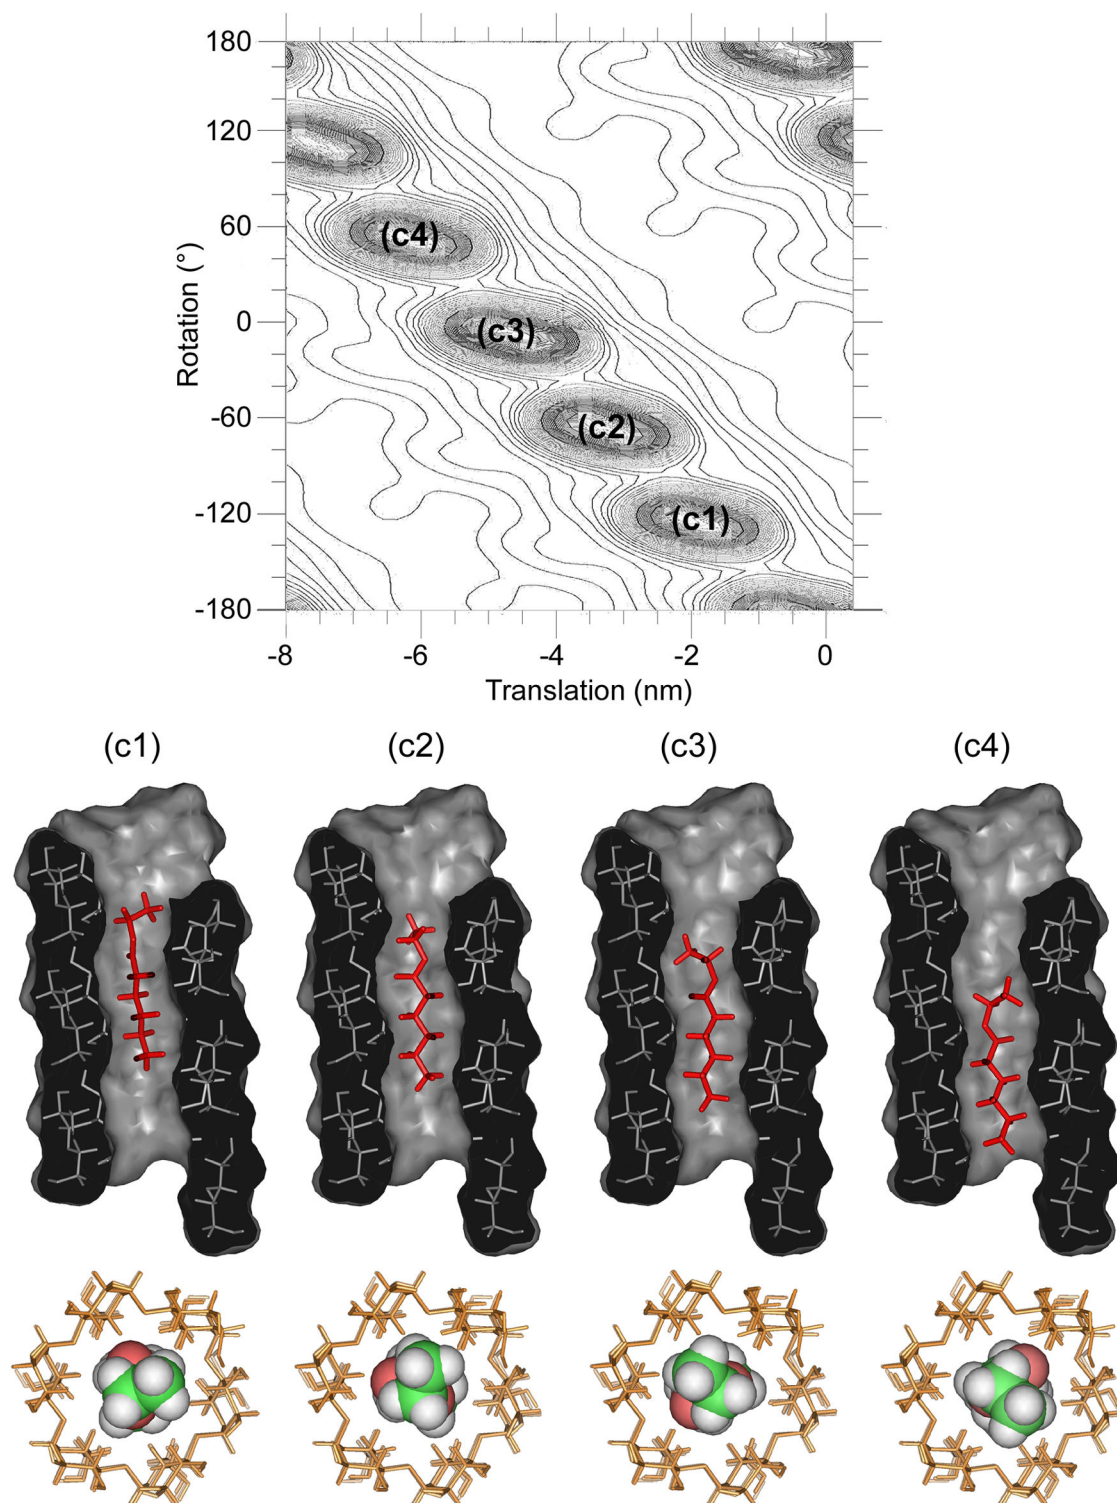 180
120
60
0
-60
-120
-180
Rotation (°)
(c4)
(c3)
(c2)
(c1)
-8 -6 -4 -2 0
Translation (nm)
(c1) (c2) (c3) (c4)